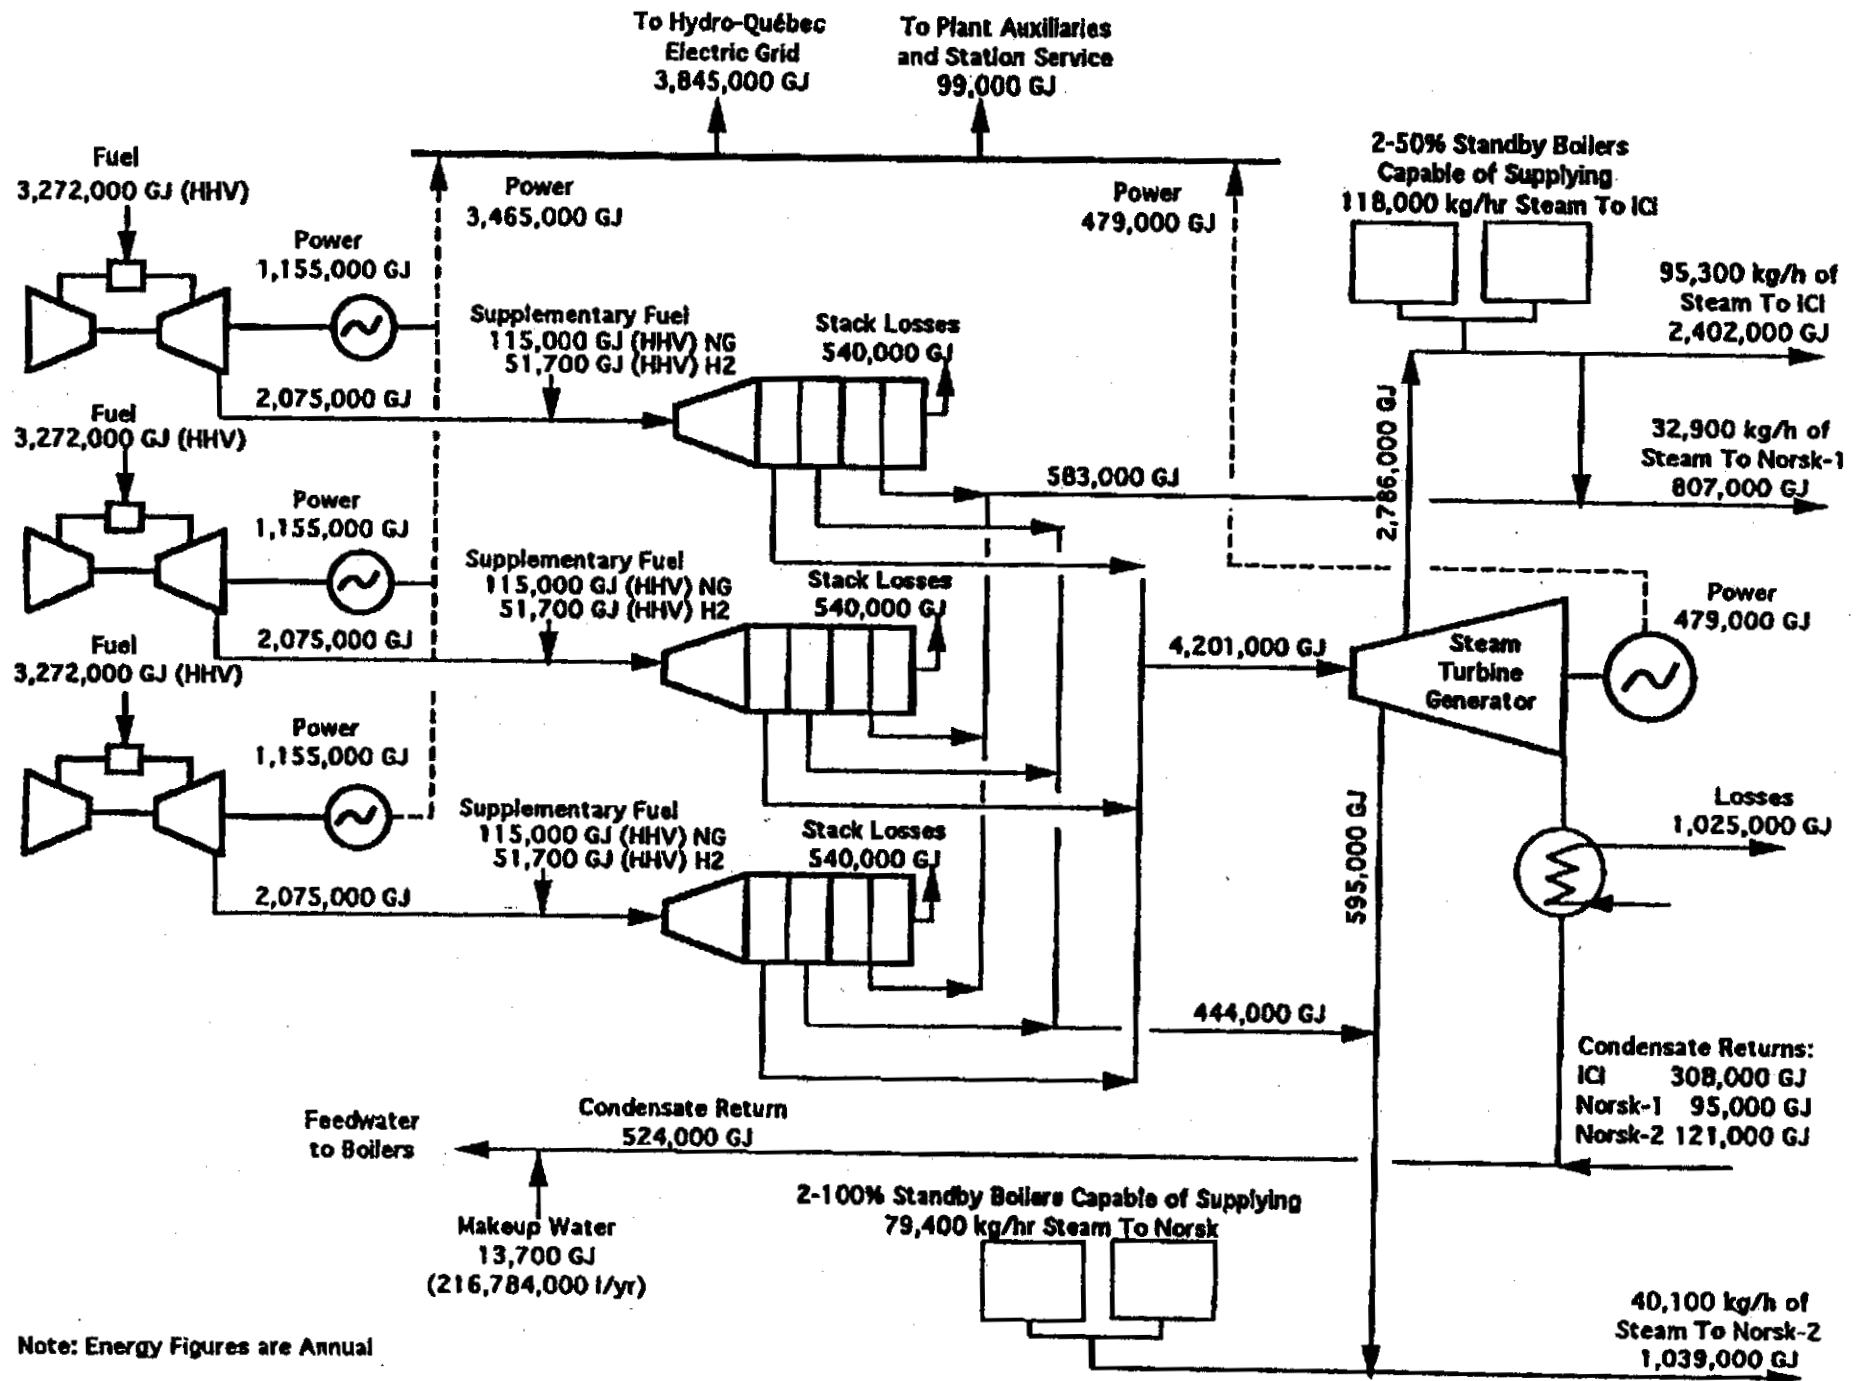 To Hydro-Québec
Electric Grid
3,845,000 GJ
To Plant Auxiliaries
and Station Service
99,000 GJ
Fuel
3,272,000 GJ (HHV)
Power
1,155,000 GJ
Power
3,465,000 GJ
Power
479,000 GJ
2-50% Standby Boilers
Capable of Supplying
118,000 kg/hr Steam To ICI
95,300 kg/h of
Steam To ICI
2,402,000 GJ
Supplementary Fuel
115,000 GJ (HHV) NG
51,700 GJ (HHV) H2
Stack Losses
540,000 GJ
2,075,000 GJ
2,786,000 GJ
32,900 kg/h of
Steam To Norsk-1
807,000 GJ
583,000 GJ
Fuel
3,272,000 GJ (HHV)
Power
1,155,000 GJ
Supplementary Fuel
115,000 GJ (HHV) NG
51,700 GJ (HHV) H2
Stack Losses
540,000 GJ
2,075,000 GJ
4,201,000 GJ
Steam
Turbine
Generator
Power
479,000 GJ
Fuel
3,272,000 GJ (HHV)
Power
1,155,000 GJ
Supplementary Fuel
115,000 GJ (HHV) NG
51,700 GJ (HHV) H2
Stack Losses
540,000 GJ
2,075,000 GJ
595,000 GJ
Losses
1,025,000 GJ
444,000 GJ
Condensate Returns:
ICI 308,000 GJ
Norsk-1 95,000 GJ
Norsk-2 121,000 GJ
Feedwater
to Boilers
Condensate Return
524,000 GJ
Makeup Water
13,700 GJ
(216,784,000 l/yr)
2-100% Standby Boilers Capable of Supplying
79,400 kg/hr Steam To Norsk
40,100 kg/h of
Steam To Norsk-2
1,039,000 GJ
Note: Energy Figures are Annual